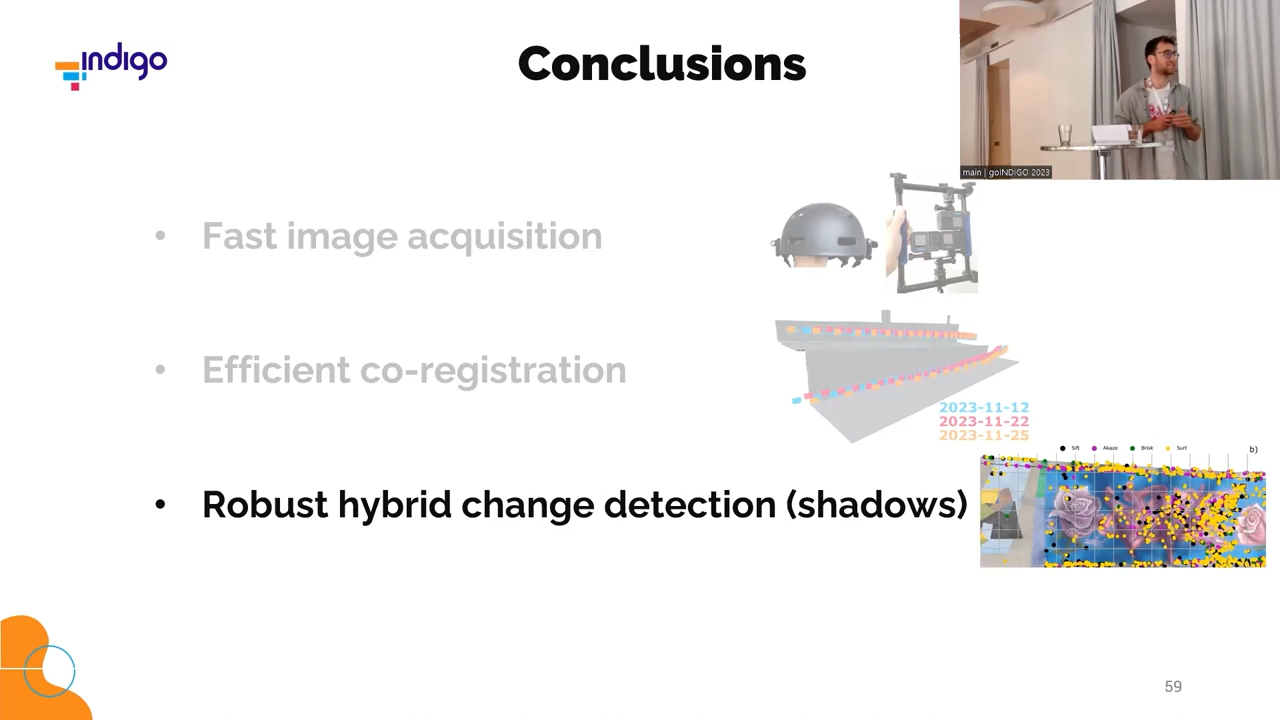 indigo
Conclusions
main | goINDIGO 2023
• Fast image acquisition
• Efficient co-registration
2023-11-12
2023-11-22
2023-11-25
Sift Akaze Brisk Surf b)
• Robust hybrid change detection (shadows)
59